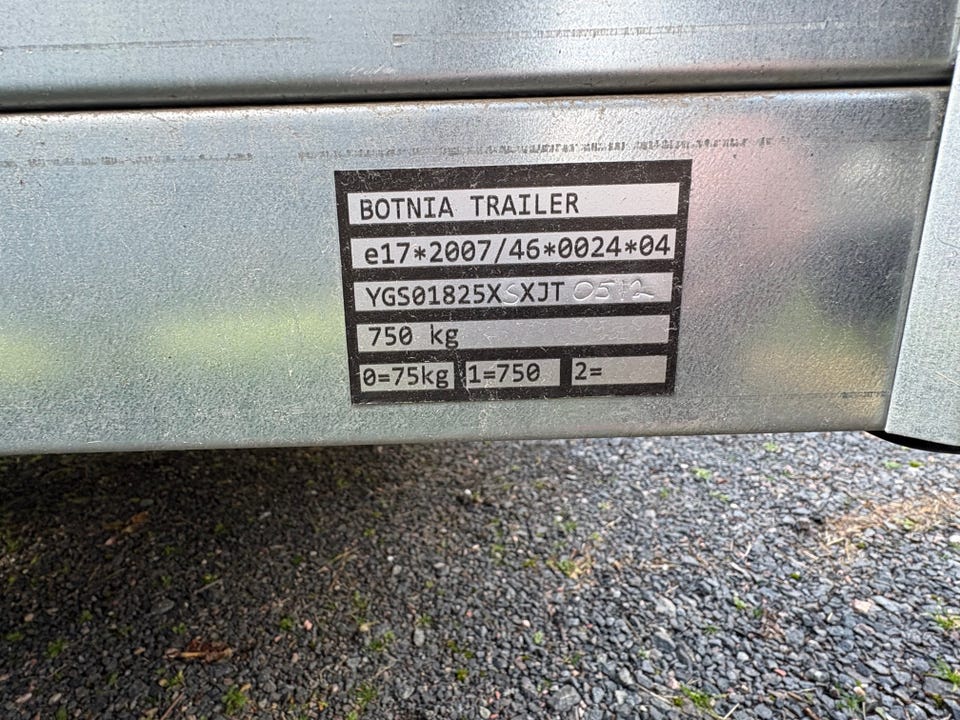 BOTNIA TRAILER
e17*2007/46*0024*04
YGS01825XSXJT0512
750 kg
0=75kg 1=750 2=